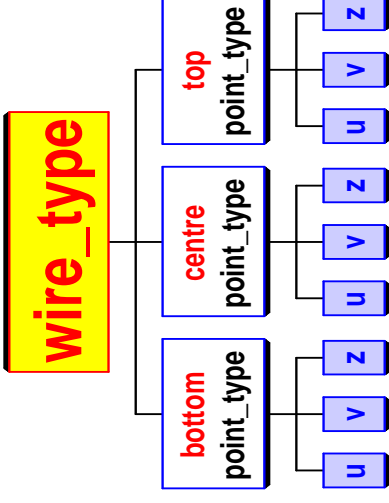 wire_type
bottom
point_type
centre
point_type
top
point_type
u v z
u v z
u v z